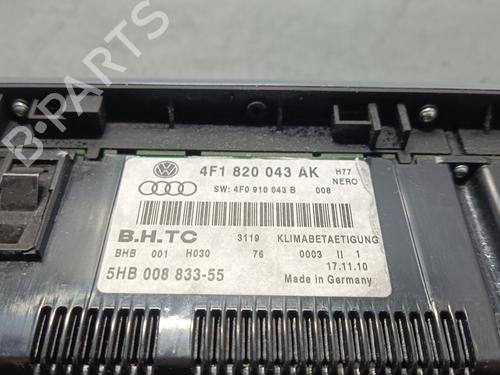 4F1 820 043 AK H77
NERO
SW: 4F0 910 043 B 008
B.H.TC 3119 KLIMABETAETIGUNG
BHB 001 H030 76 0003 II 1
17.11.10
5HB 008 833-55 Made in Germany
B-PARTS